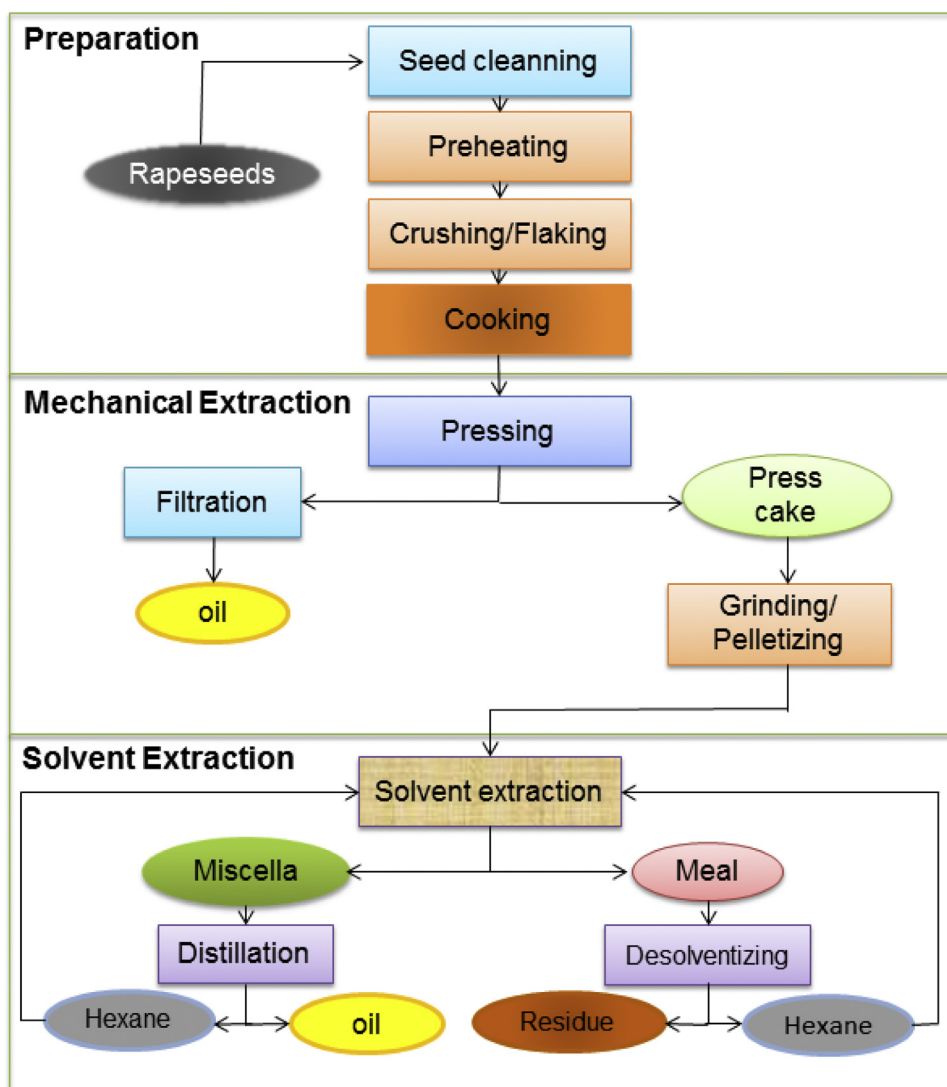 Preparation
Seed cleanning
Rapeseeds
Preheating
Crushing/Flaking
Cooking
Mechanical Extraction
Pressing
Filtration
Press
cake
oil
Grinding/
Pelletizing
Solvent Extraction
Solvent extraction
Miscella
Meal
Distillation
Desolventizing
Hexane
oil
Residue
Hexane